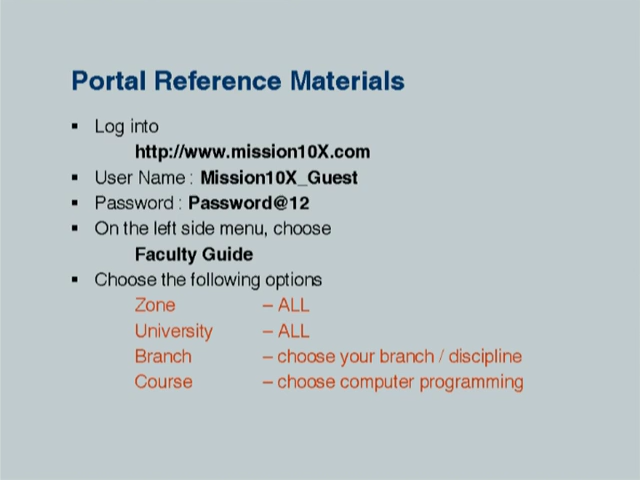 Portal Reference Materials
▪ Log into
http://www.mission10X.com
▪ User Name : Mission10X_Guest
▪ Password : Password@12
▪ On the left side menu, choose
Faculty Guide
▪ Choose the following options
Zone – ALL
University – ALL
Branch – choose your branch / discipline
Course – choose computer programming